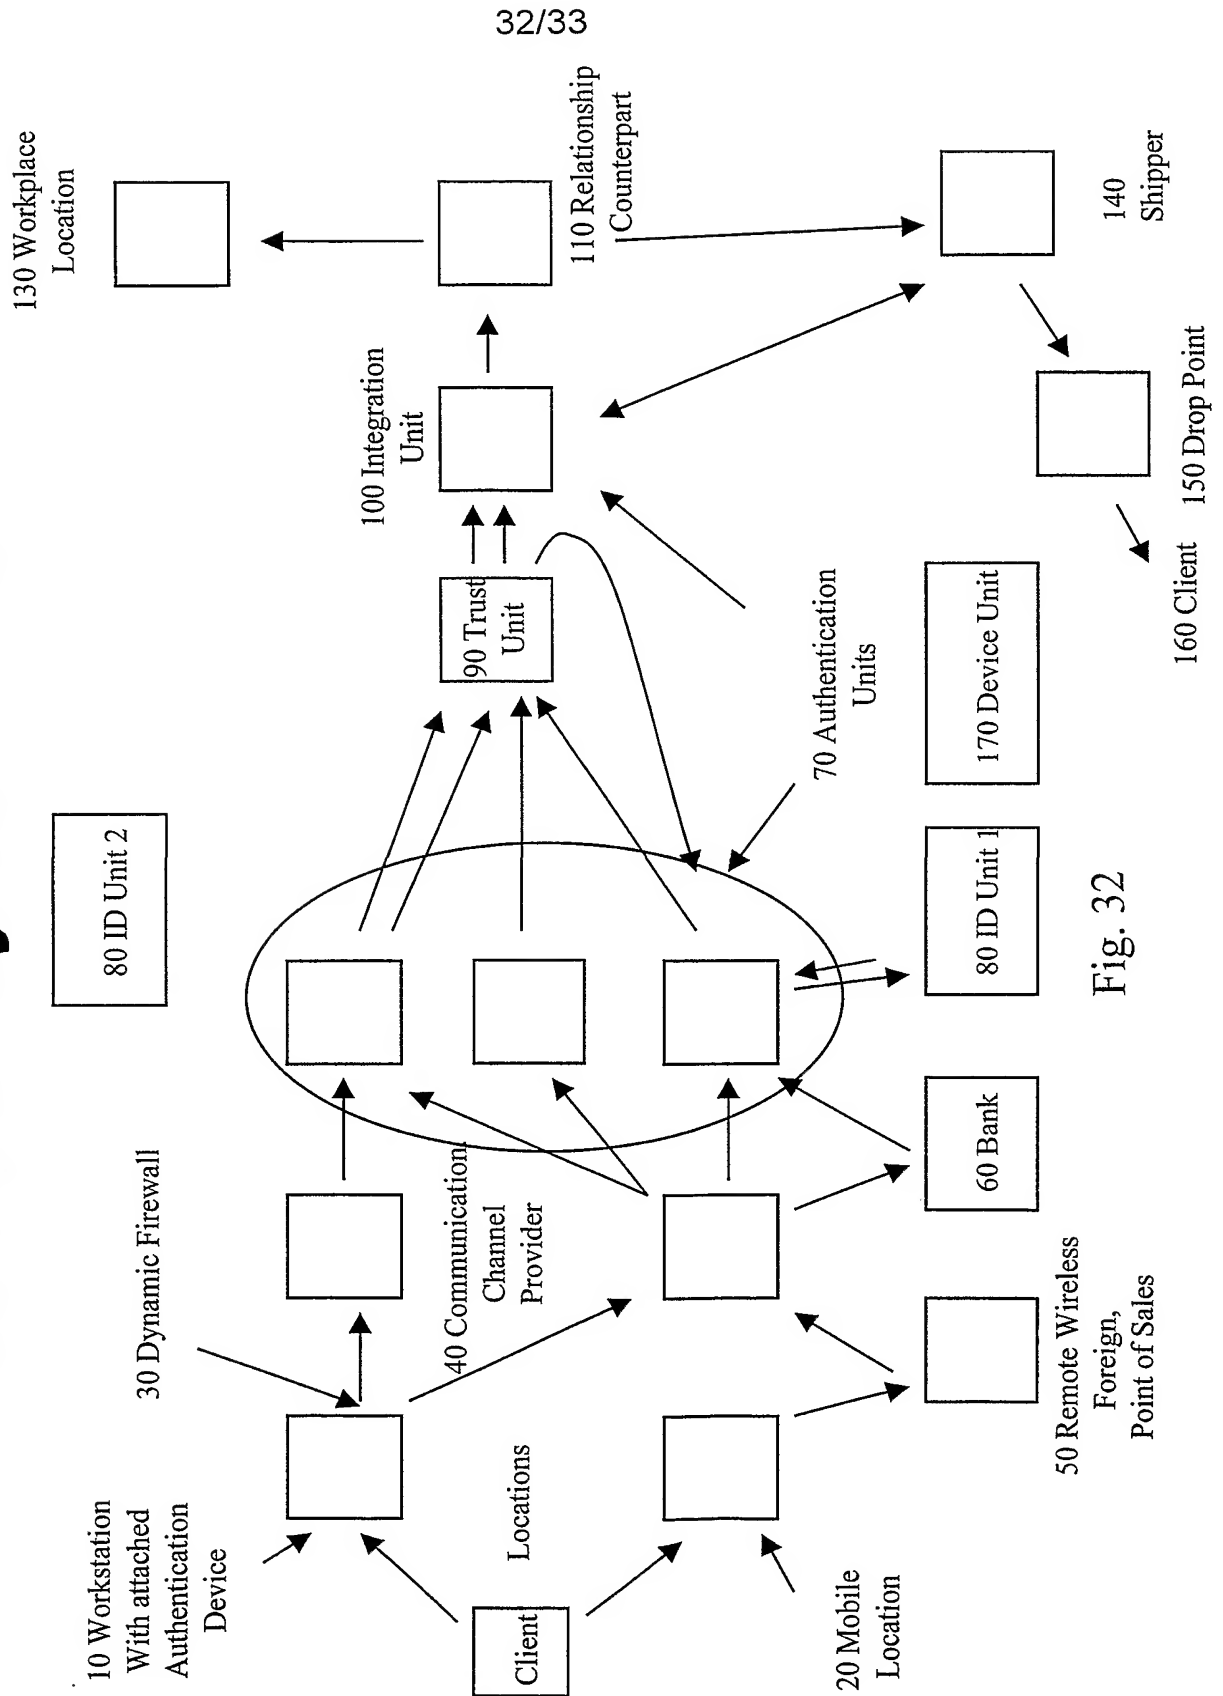 32/33
10 Workstation
With attached
Authentication
Device
30 Dynamic Firewall
80 ID Unit 2
100 Integration
Unit
130 Workplace
Location
Client
Locations
40 Communication
Channel
Provider
90 Trust
Unit
110 Relationship
Counterpart
20 Mobile
Location
70 Authentication
Units
50 Remote Wireless
Foreign,
Point of Sales
60 Bank
80 ID Unit 1
170 Device Unit
160 Client
150 Drop Point
140
Shipper
Fig. 32